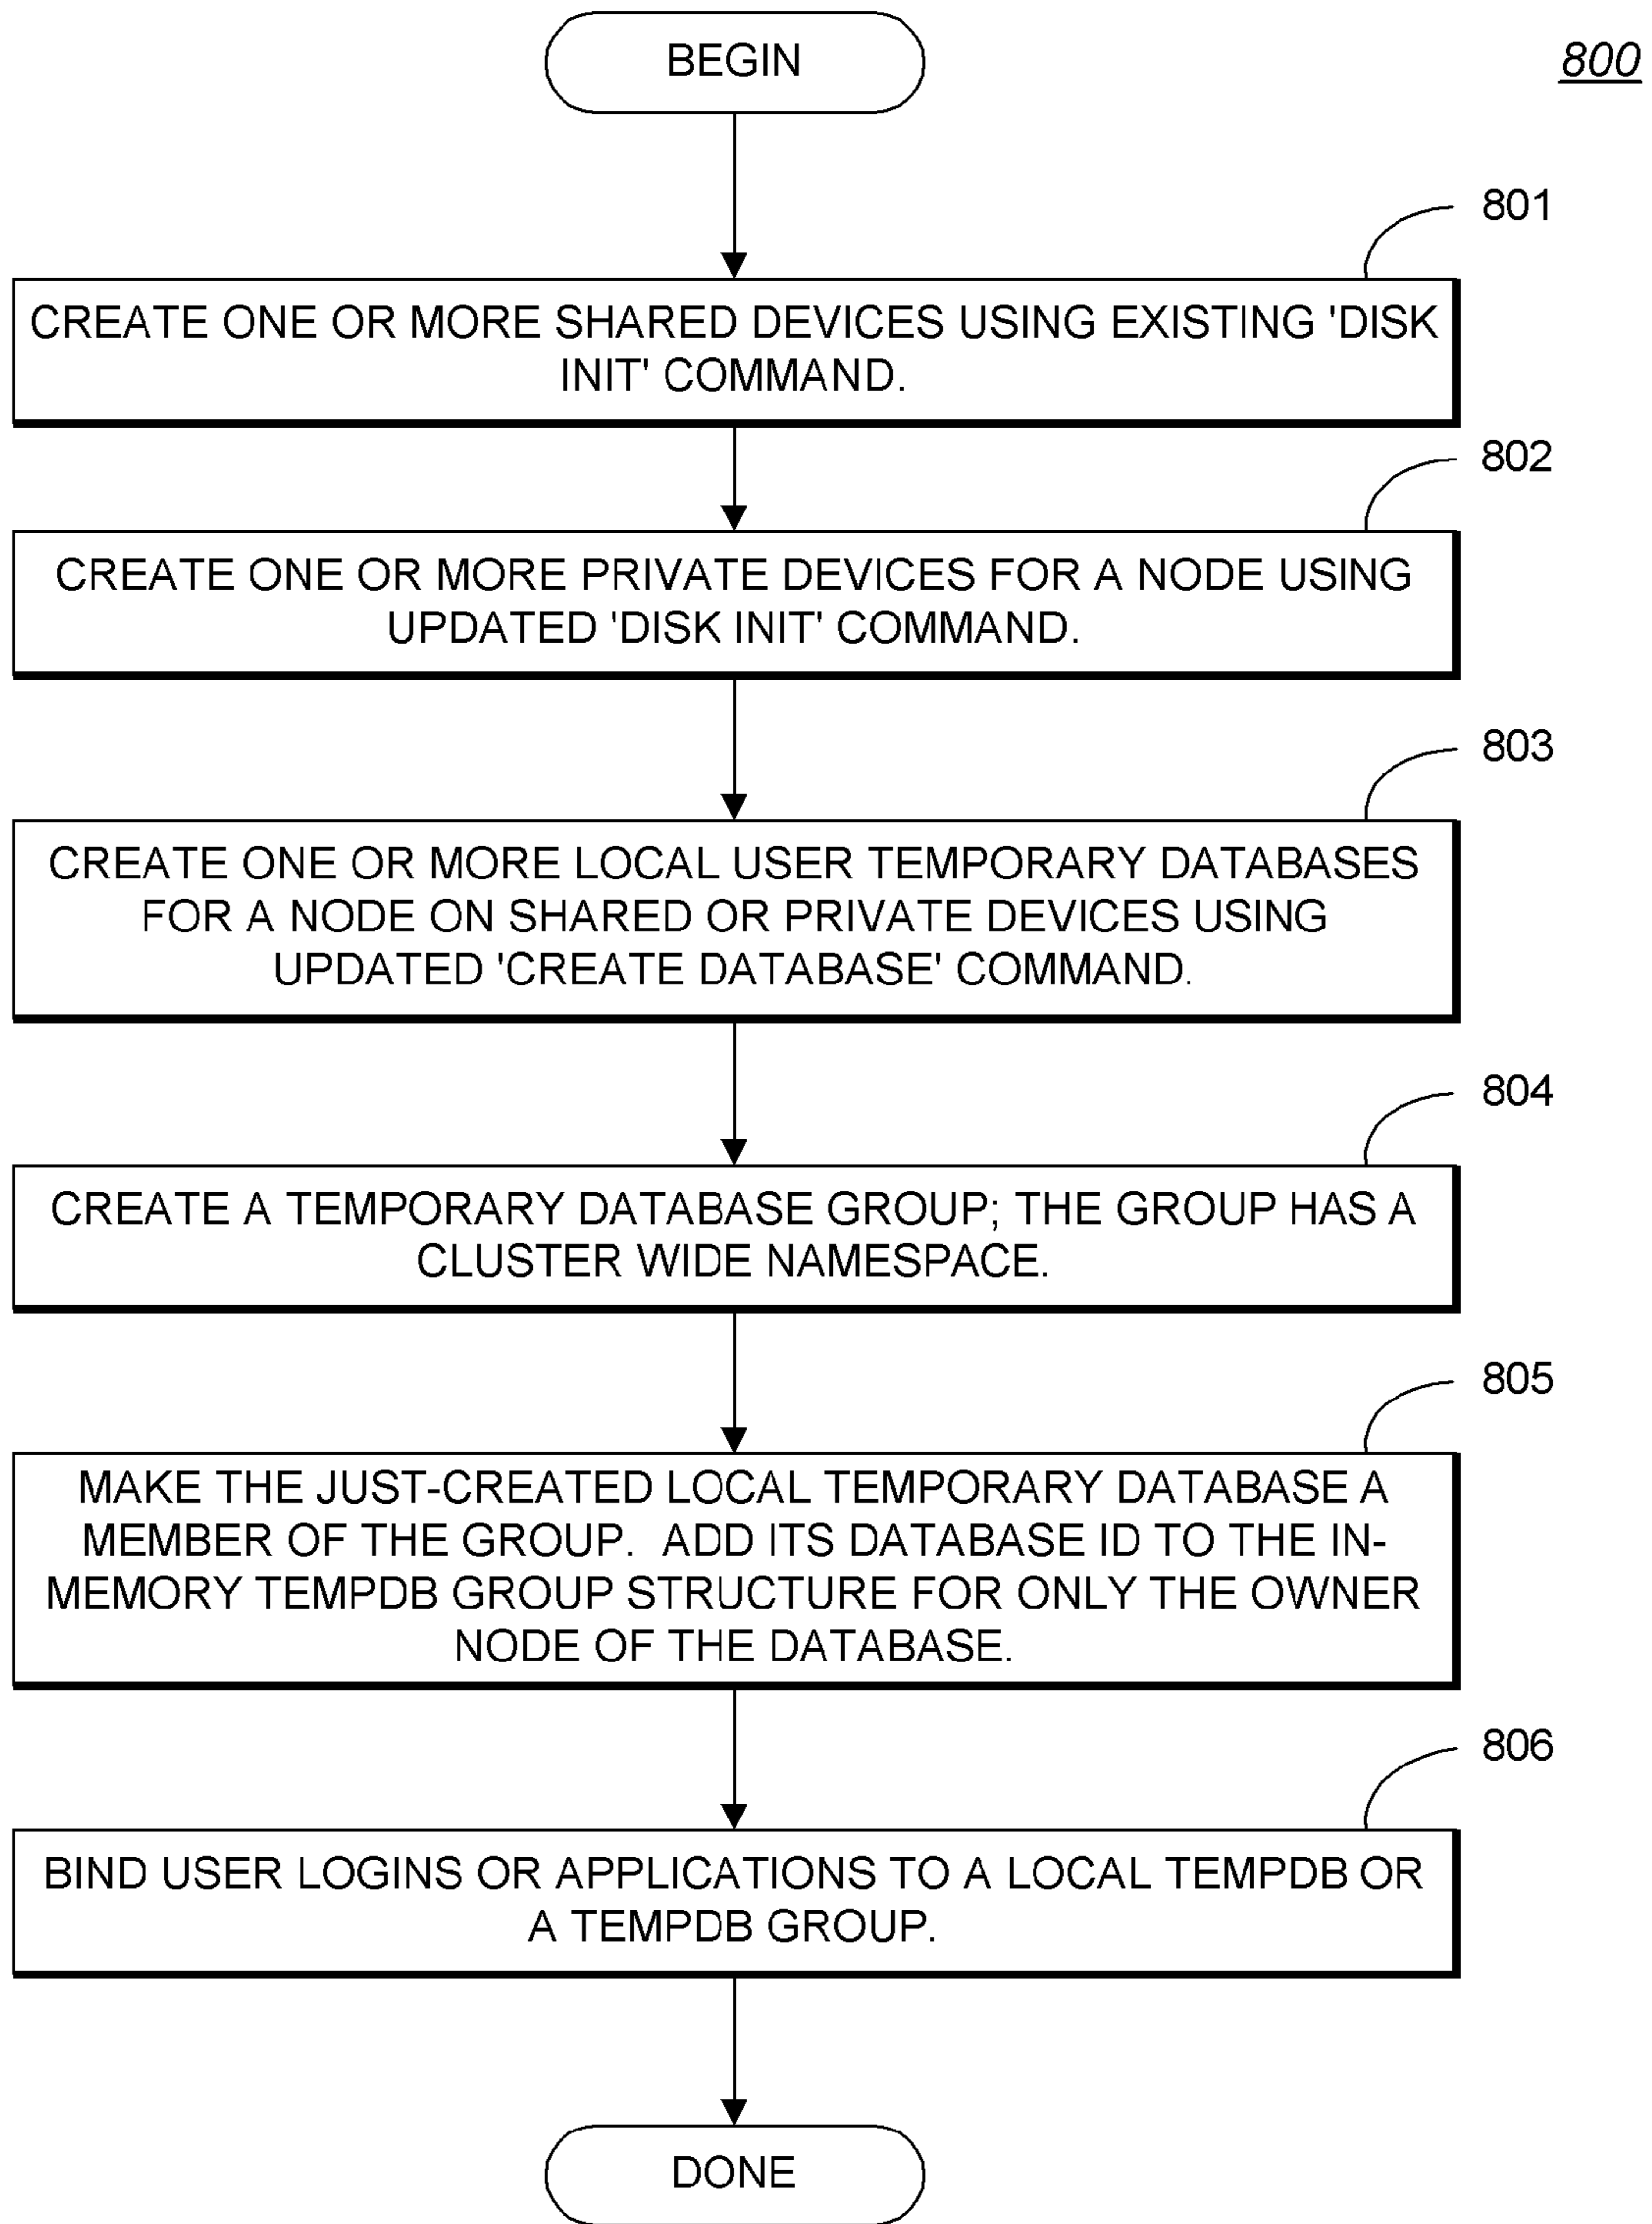 BEGIN
800
801
CREATE ONE OR MORE SHARED DEVICES USING EXISTING 'DISK
INIT' COMMAND.
802
CREATE ONE OR MORE PRIVATE DEVICES FOR A NODE USING
UPDATED 'DISK INIT' COMMAND.
803
CREATE ONE OR MORE LOCAL USER TEMPORARY DATABASES
FOR A NODE ON SHARED OR PRIVATE DEVICES USING
UPDATED 'CREATE DATABASE' COMMAND.
804
CREATE A TEMPORARY DATABASE GROUP; THE GROUP HAS A
CLUSTER WIDE NAMESPACE.
805
MAKE THE JUST-CREATED LOCAL TEMPORARY DATABASE A
MEMBER OF THE GROUP.  ADD ITS DATABASE ID TO THE IN-
MEMORY TEMPDB GROUP STRUCTURE FOR ONLY THE OWNER
NODE OF THE DATABASE.
806
BIND USER LOGINS OR APPLICATIONS TO A LOCAL TEMPDB OR
A TEMPDB GROUP.
DONE